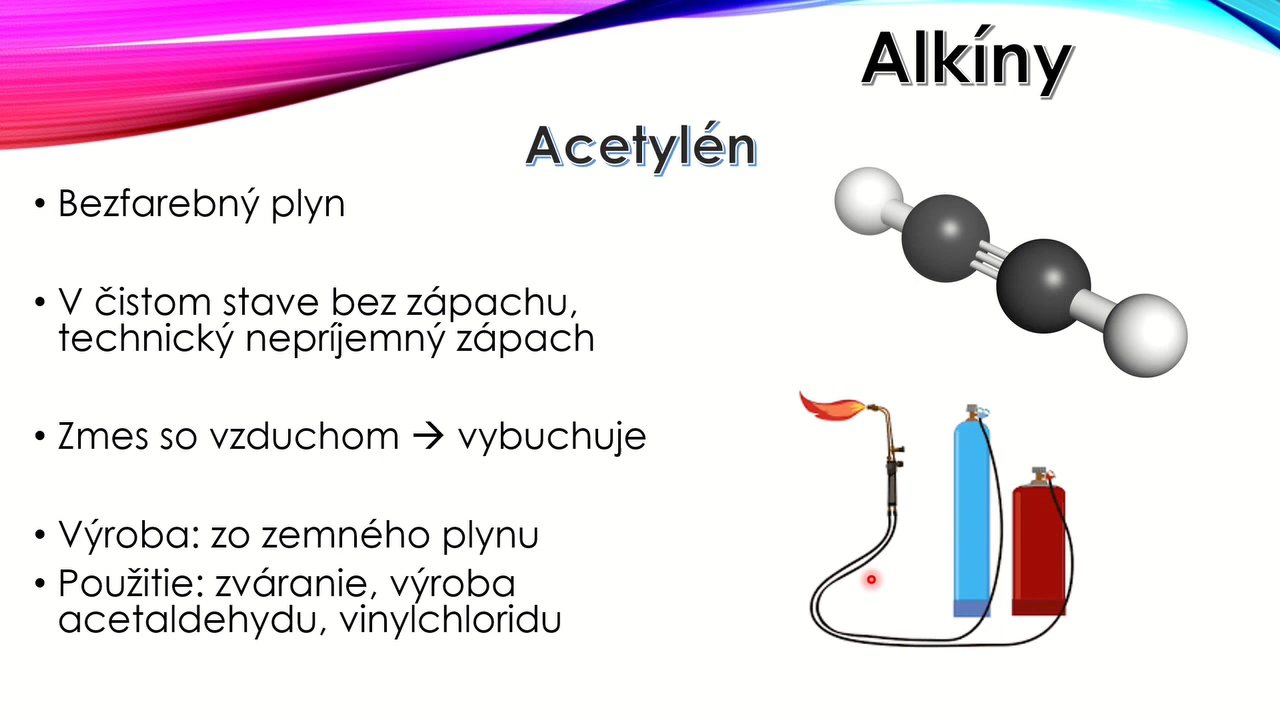 Alkíny
Acetylén
• Bezfarebný plyn
• V čistom stave bez zápachu,
technický nepríjemný zápach
• Zmes so vzduchom → vybuchuje
• Výroba: zo zemného plynu
• Použitie: zváranie, výroba
acetaldehydu, vinylchloridu